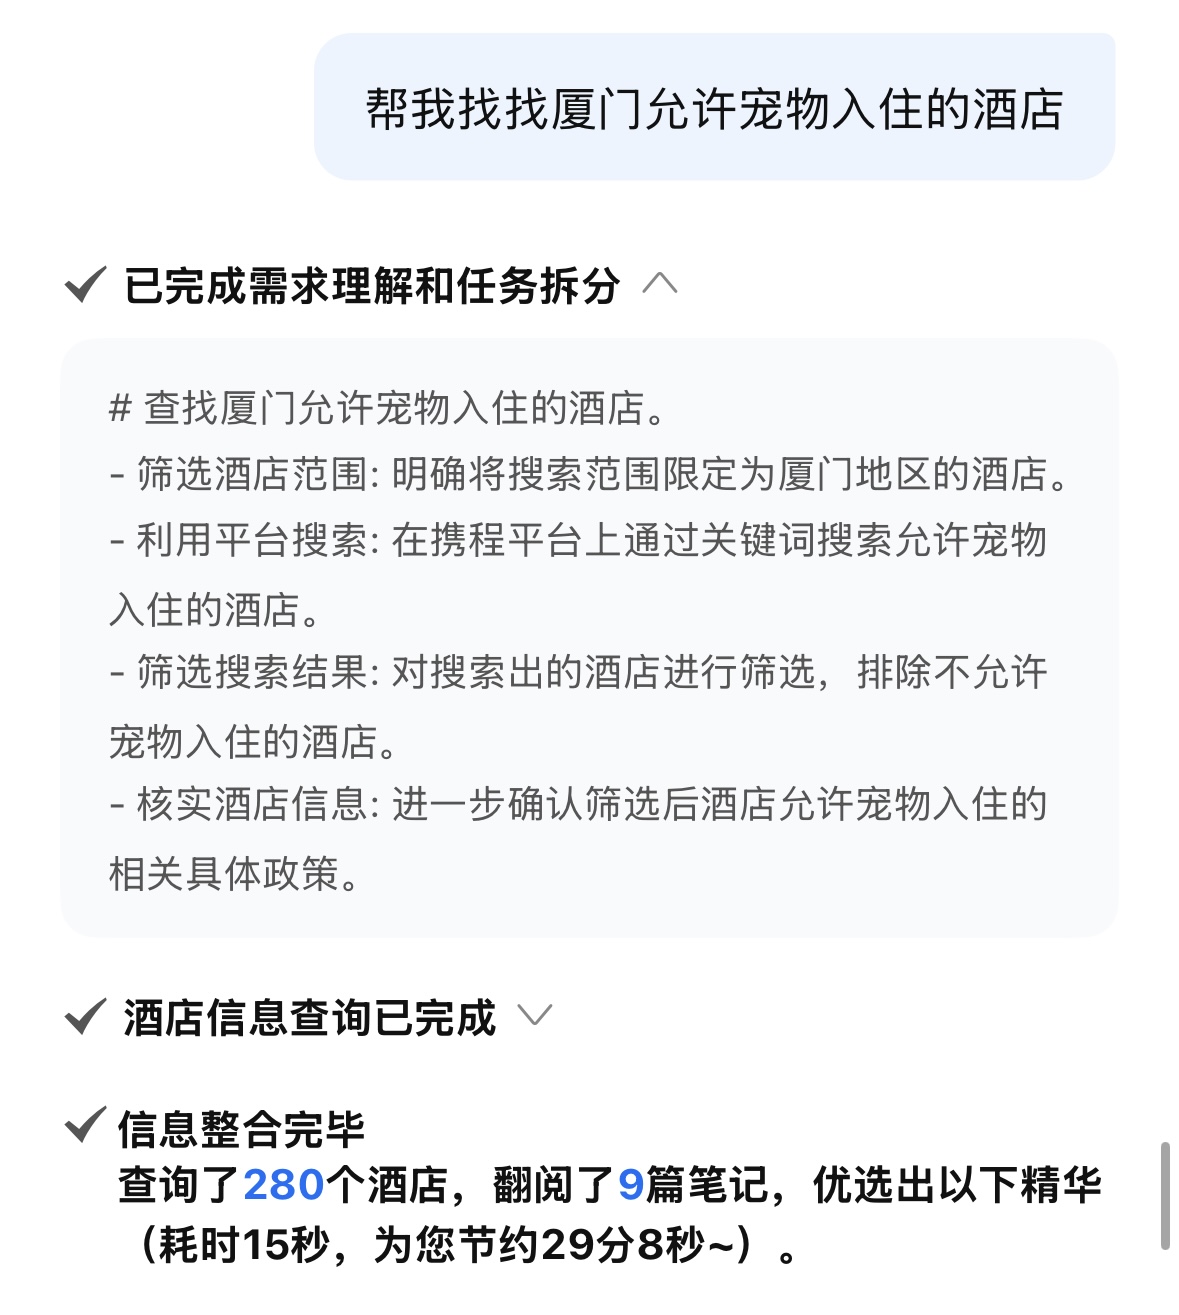 帮我找找厦门允许宠物入住的酒店
已完成需求理解和任务拆分
# 查找厦门允许宠物入住的酒店。
- 筛选酒店范围: 明确将搜索范围限定为厦门地区的酒店。
- 利用平台搜索: 在携程平台上通过关键词搜索允许宠物
入住的酒店。
- 筛选搜索结果: 对搜索出的酒店进行筛选，排除不允许
宠物入住的酒店。
- 核实酒店信息: 进一步确认筛选后酒店允许宠物入住的
相关具体政策。
酒店信息查询已完成
信息整合完毕
查询了280个酒店，翻阅了9篇笔记，优选出以下精华
（耗时15秒，为您节约29分8秒~）。